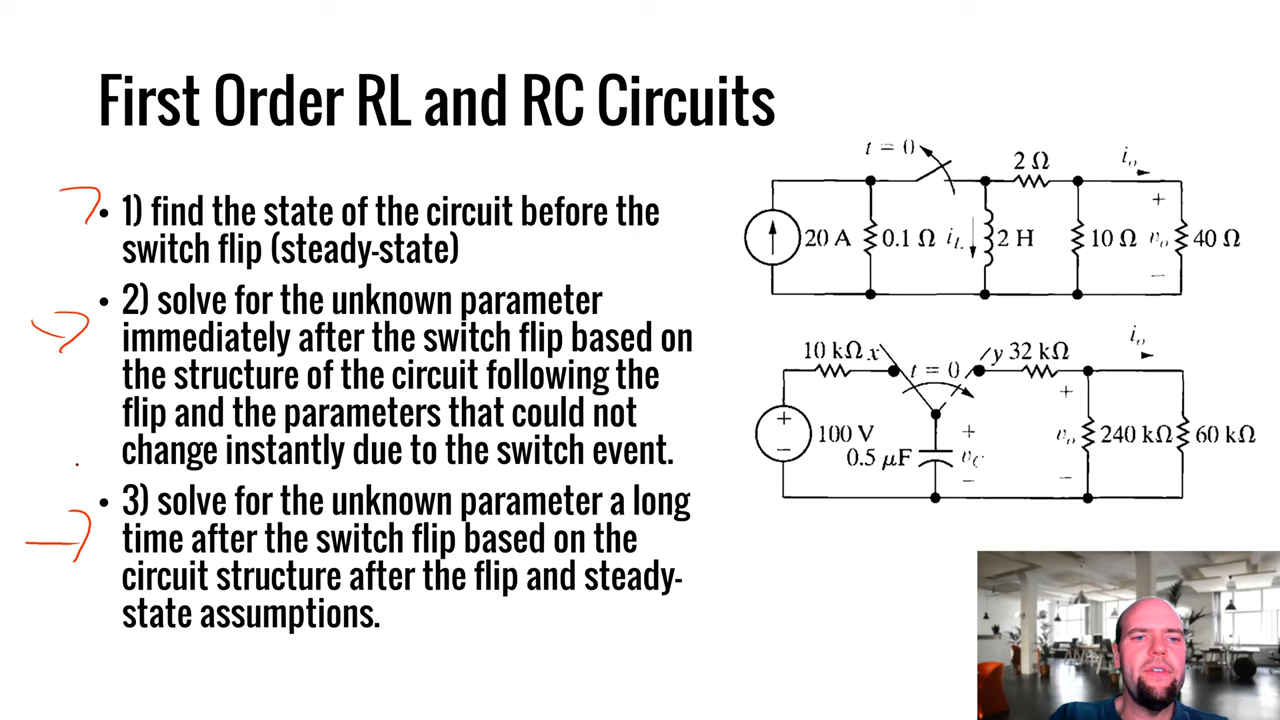 First Order RL and RC Circuits
• 1) find the state of the circuit before the
switch flip (steady-state)
• 2) solve for the unknown parameter
immediately after the switch flip based on
the structure of the circuit following the
flip and the parameters that could not
change instantly due to the switch event.
• 3) solve for the unknown parameter a long
time after the switch flip based on the
circuit structure after the flip and steady-
state assumptions.
t = 0
2 Ω
i_o
20 A
0.1 Ω
i_L
2 H
10 Ω
+
v_o
−
40 Ω
10 kΩ
x
t = 0
y
32 kΩ
i_o
+
−
100 V
0.5 μF
+
v_C
−
+
v_o
−
240 kΩ
60 kΩ